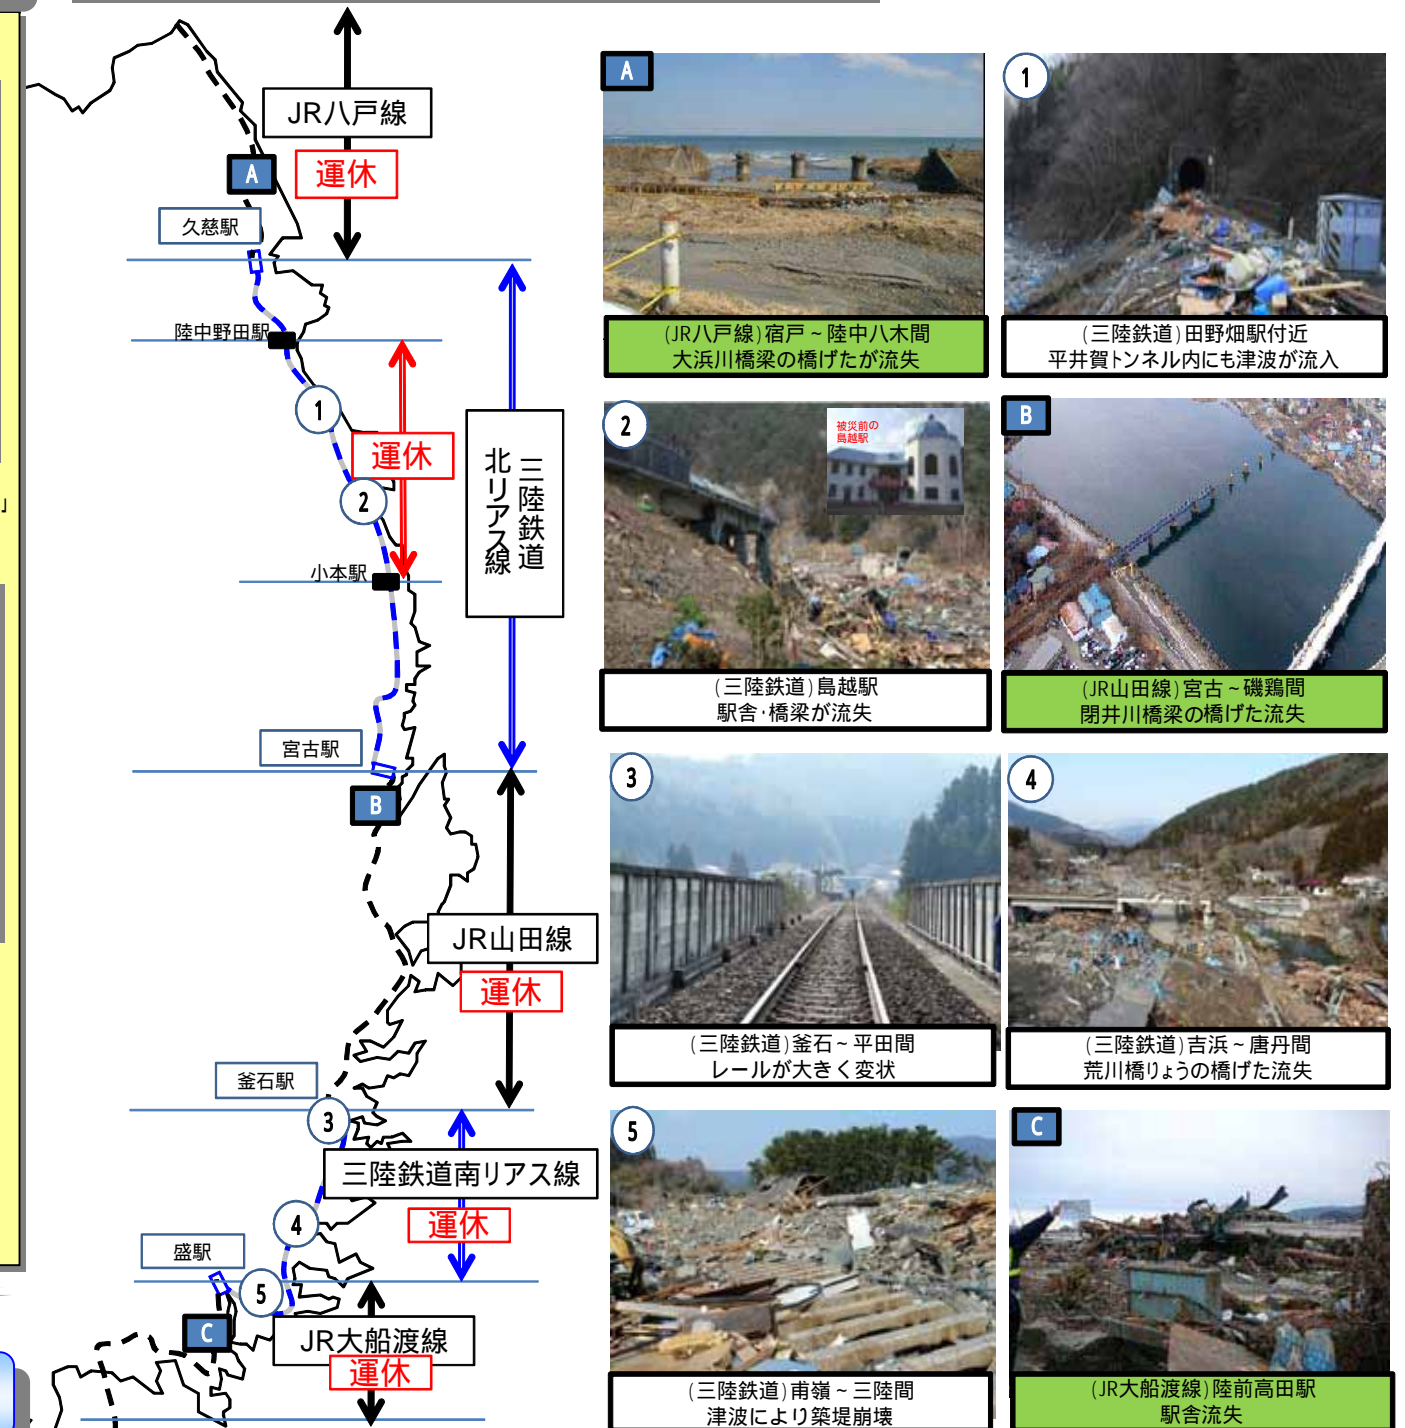 JR八戸線
運休
A
久慈駅
陸中野田駅
1
運休
2
三陸鉄道
北リアス線
小本駅
宮古駅
B
JR山田線
運休
釜石駅
3
三陸鉄道南リアス線
運休
4
盛駅
5
C
JR大船渡線
運休
」
A
(JR八戸線)宿戸~陸中八木間
大浜川橋梁の橋げたが流失
1
(三陸鉄道)田野畑駅付近
平井賀トンネル内にも津波が流入
2
被災前の
島越駅
(三陸鉄道)島越駅
駅舎・橋梁が流失
B
(JR山田線)宮古~磯鶏間
閉井川橋梁の橋げた流失
3
(三陸鉄道)釜石~平田間
レールが大きく変状
4
(三陸鉄道)吉浜~唐丹間
荒川橋りょうの橋げた流失
5
(三陸鉄道)甫嶺~三陸間
津波により築堤崩壊
C
(JR大船渡線)陸前高田駅
駅舎流失